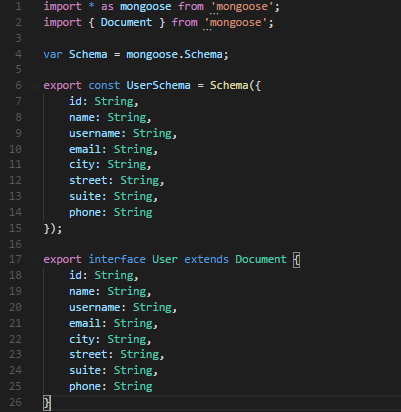 1 import * as mongoose from 'mongoose';
2 import { Document } from 'mongoose';
3
4 var Schema = mongoose.Schema;
5
6 export const UserSchema = Schema({
7     id: String,
8     name: String,
9     username: String,
10     email: String,
11     city: String,
12     street: String,
13     suite: String,
14     phone: String
15 });
16
17 export interface User extends Document {
18     id: String,
19     name: String,
20     username: String,
21     email: String,
22     city: String,
23     street: String,
24     suite: String,
25     phone: String
26 }